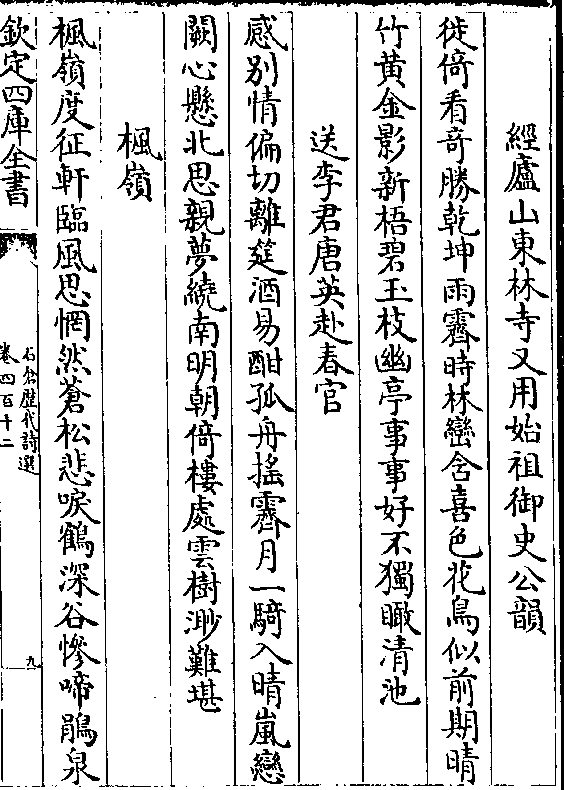 經廬山東林寺又用始祖御史公韻
徙倚看奇勝乾坤雨霽時林巒含喜色花鳥似前期晴
竹黄金影新梧碧玉枝幽亭事事好不獨瞰清池
送李君唐英赴春官
感别情偏切離筵酒易酣孤舟搖霽月一騎入晴嵐戀
闕心懸北思親夢繞南明朝倚樓處雲樹渺難堪
楓嶺
楓嶺度征軒臨風思惘然蒼松悲唳鶴深谷慘啼鵑泉
欽定四庫全書
石倉歷代詩選
卷四百十二
九